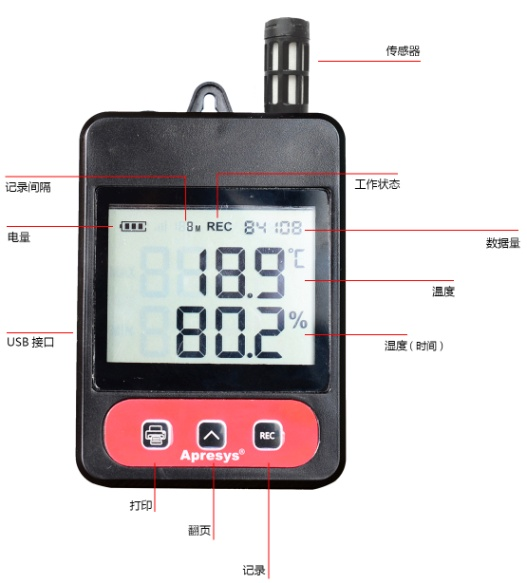 传感器
记录间隔
工作状态
电量
8M REC 84108
数据量
18.9℃
温度
80.2%
USB 接口
湿度(时间)
REC
Apresys®
打印
翻页
记录